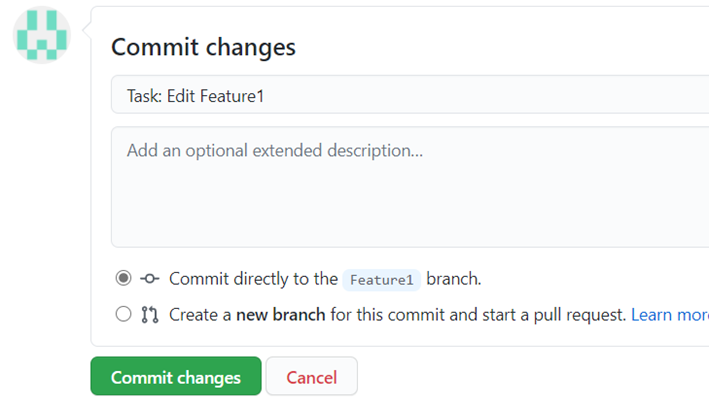 Commit changes
Task: Edit Feature1
Add an optional extended description...
Commit directly to the Feature1 branch.
Create a new branch for this commit and start a pull request. Learn more
Commit changes Cancel